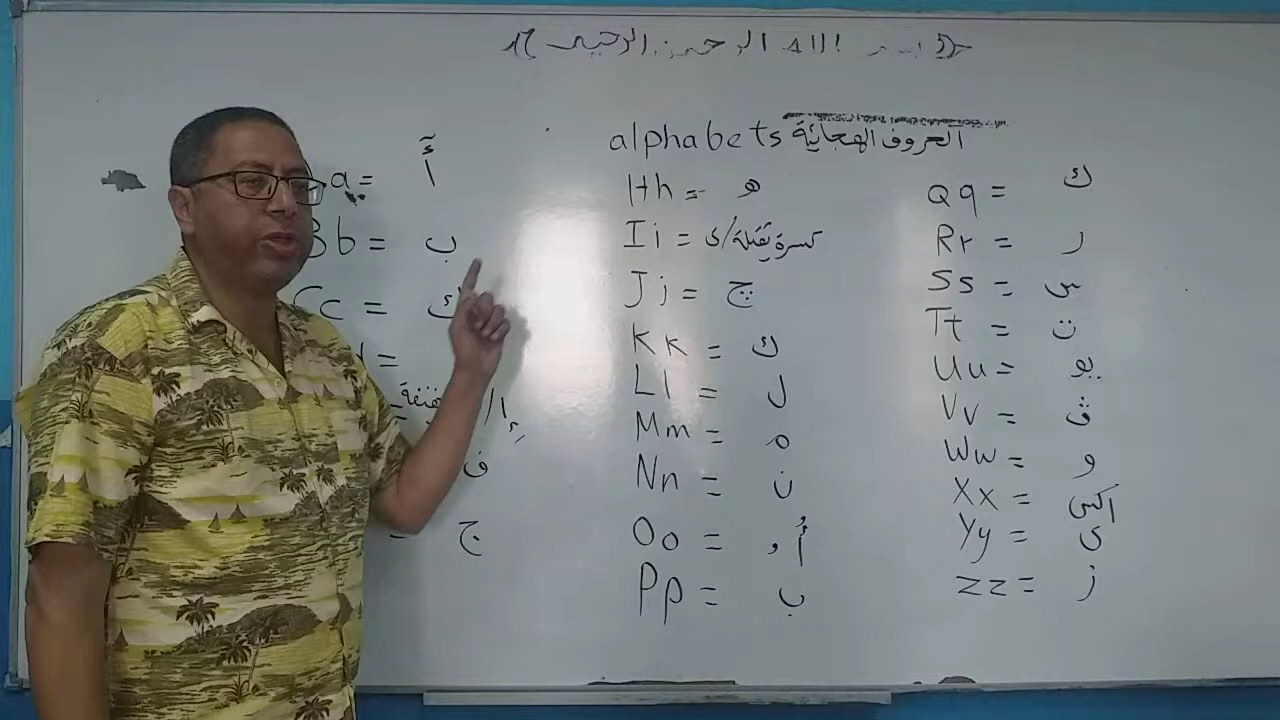 بسم الله الرحمن الرحيم
alphabets الحروف الهجائية
a = أ
Bb = ب
Cc = ك
=
إ /
ف
ج
Hh = ه
Ii = ى/كسرة ثقيلة
Jj = چ
Kk = ك
Ll = ل
Mm = م
Nn = ن
Oo = أُ و
Pp = ب
Qq = ك
Rr = ر
Ss = س
Tt = ت
Uu = يو
Vv = ڤ
Ww = و
Xx = اكس
Yy = ى
Zz = ز